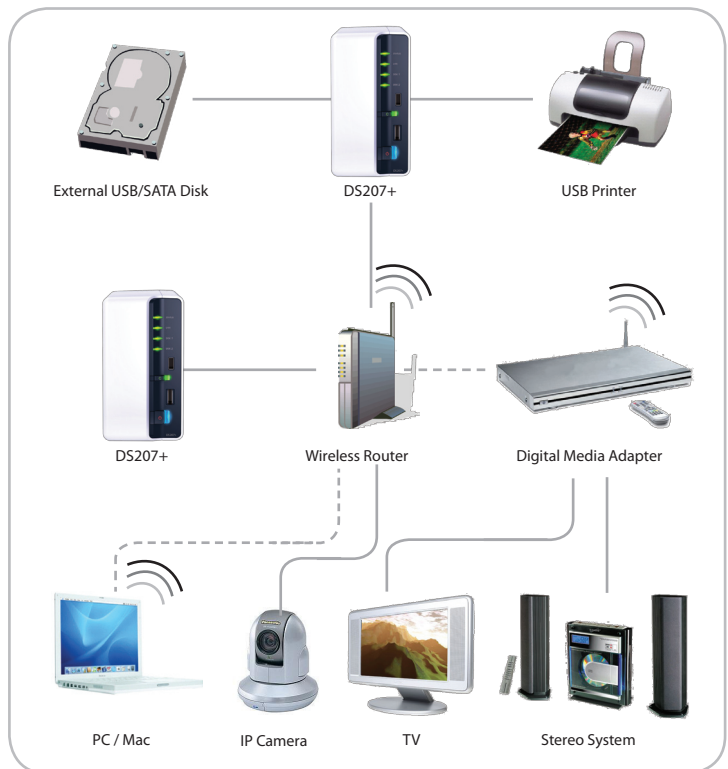 External USB/SATA Disk
DS207+
USB Printer
DS207+
Wireless Router
Digital Media Adapter
PC / Mac
IP Camera
TV
Stereo System